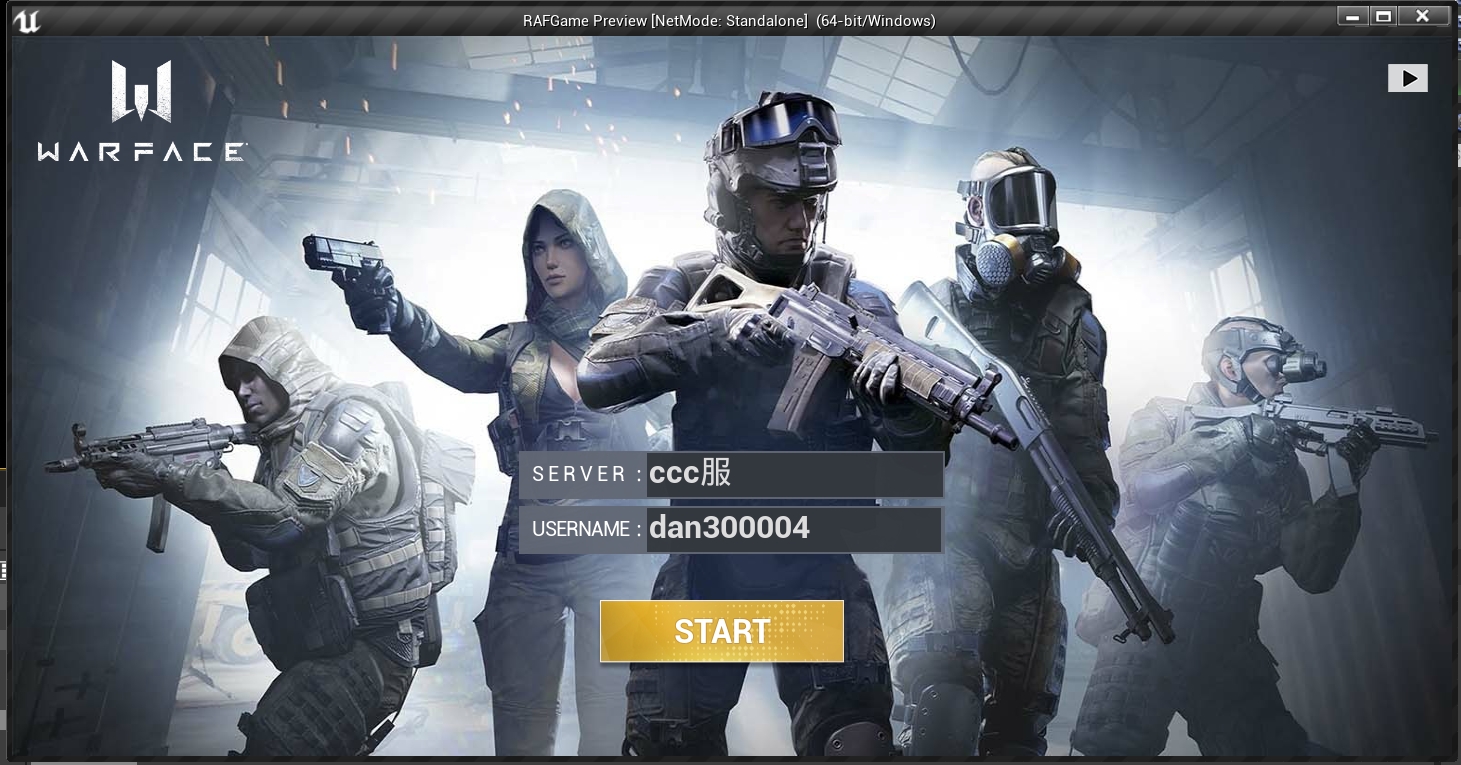 RAFGame Preview [NetMode: Standalone] (64-bit/Windows)
WARFACE
SERVER : ccc服
USERNAME : dan300004
START